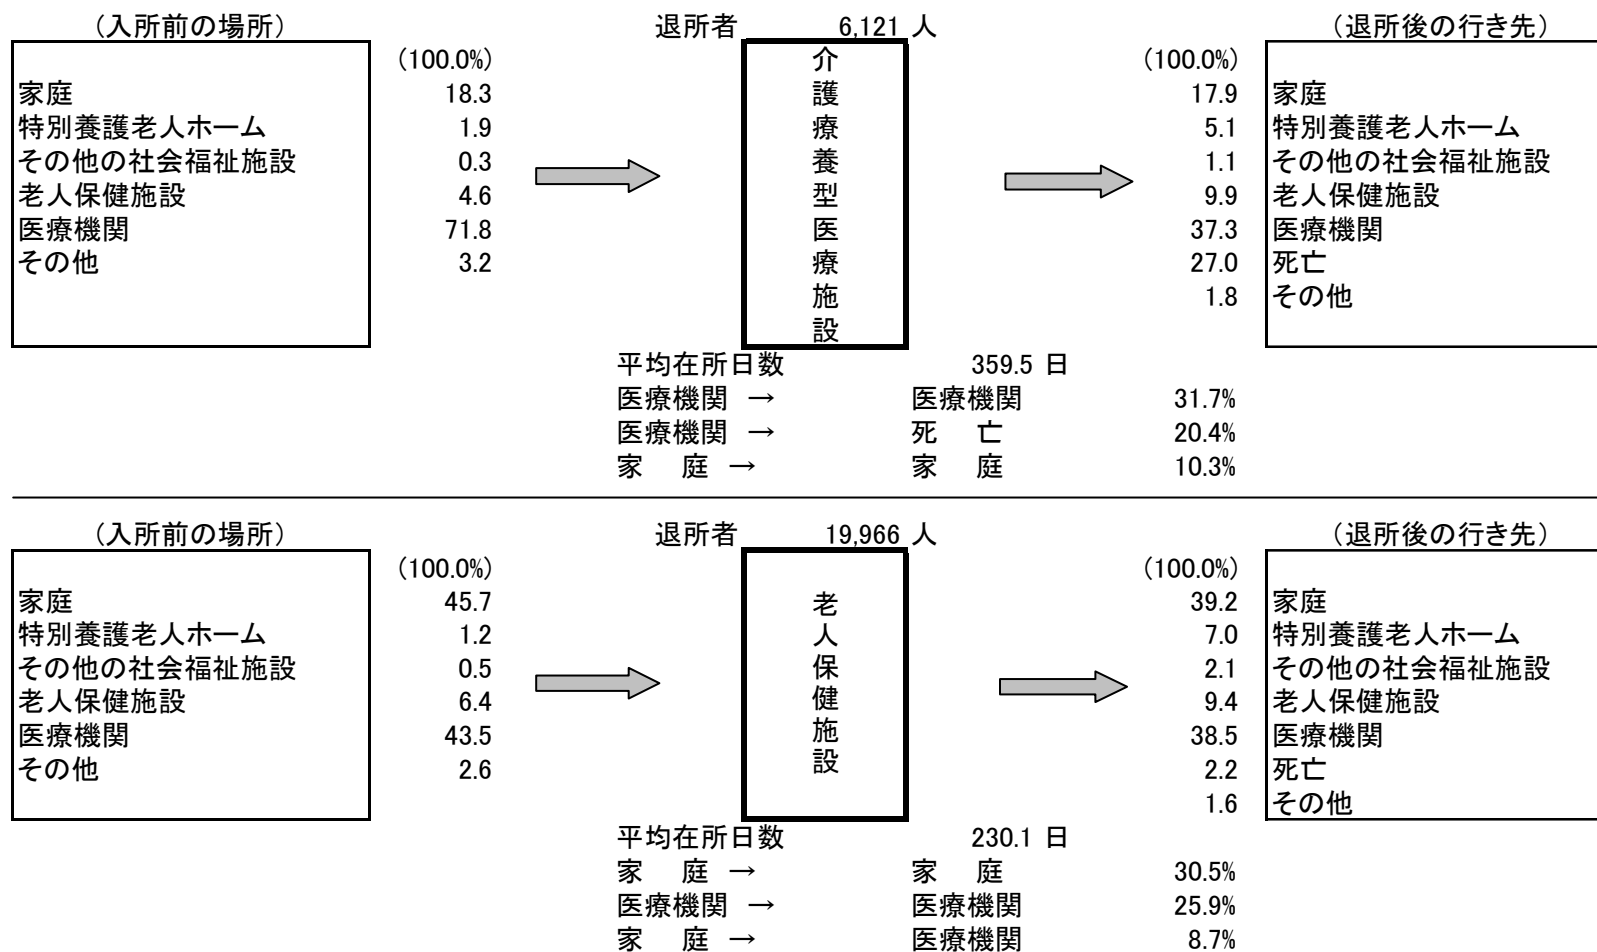 （入所前の場所） 退所者 6,121 人 （退所後の行き先）
（100.0%） （100.0%）
家庭 18.3 17.9 家庭
特別養護老人ホーム 1.9 5.1 特別養護老人ホーム
その他の社会福祉施設 0.3 1.1 その他の社会福祉施設
老人保健施設 4.6 9.9 老人保健施設
医療機関 71.8 37.3 医療機関
その他 3.2 27.0 死亡
1.8 その他
介護療養型医療施設
平均在所日数 359.5 日
医療機関 → 医療機関 31.7%
医療機関 → 死 亡 20.4%
家 庭 → 家 庭 10.3%
（入所前の場所） 退所者 19,966 人 （退所後の行き先）
（100.0%） （100.0%）
家庭 45.7 39.2 家庭
特別養護老人ホーム 1.2 7.0 特別養護老人ホーム
その他の社会福祉施設 0.5 2.1 その他の社会福祉施設
老人保健施設 6.4 9.4 老人保健施設
医療機関 43.5 38.5 医療機関
その他 2.6 2.2 死亡
1.6 その他
老人保健施設
平均在所日数 230.1 日
家 庭 → 家 庭 30.5%
医療機関 → 医療機関 25.9%
家 庭 → 医療機関 8.7%